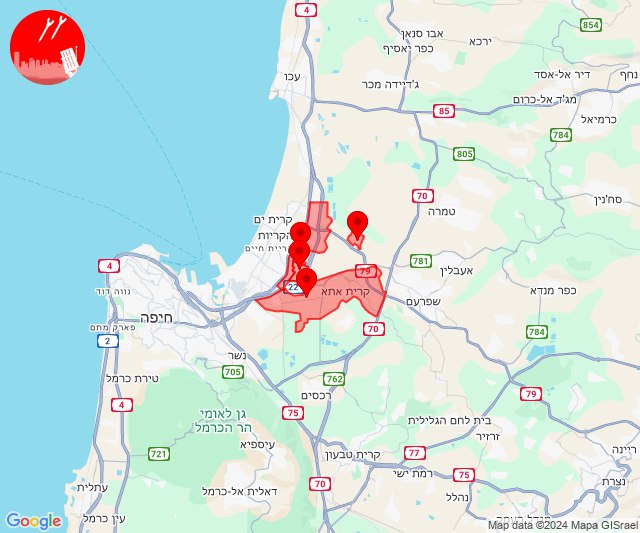 854
אבו סנאן
ירכא
כפר יאסיף
4
עכו
נחף
דיר אל-אסד
ג'דיידה מכר
מג'ד אל-כרום
85
כרמיאל
784
805
70
סח'נין
טמרה
קרית ים
הקריות
קריית חיים
781
אעבלין
4
79
נווה דוד
22
קרית אתא
כפר מנדא
שפרעם
חיפה
פארק מתם
70
784
2
נשר
705
762
טירת כרמל
רכסים
79
4
75
גן לאומי
הר הכרמל
בית לחם הגלילית
זרזיר
עיספיא
ריינה
721
קרית טבעון
77
רמת ישי
75
נצרת
עתלית
70
דאלית אל-כרמל
נהלל
עין כרמל
Google
Map data ©2024 Mapa GISrael